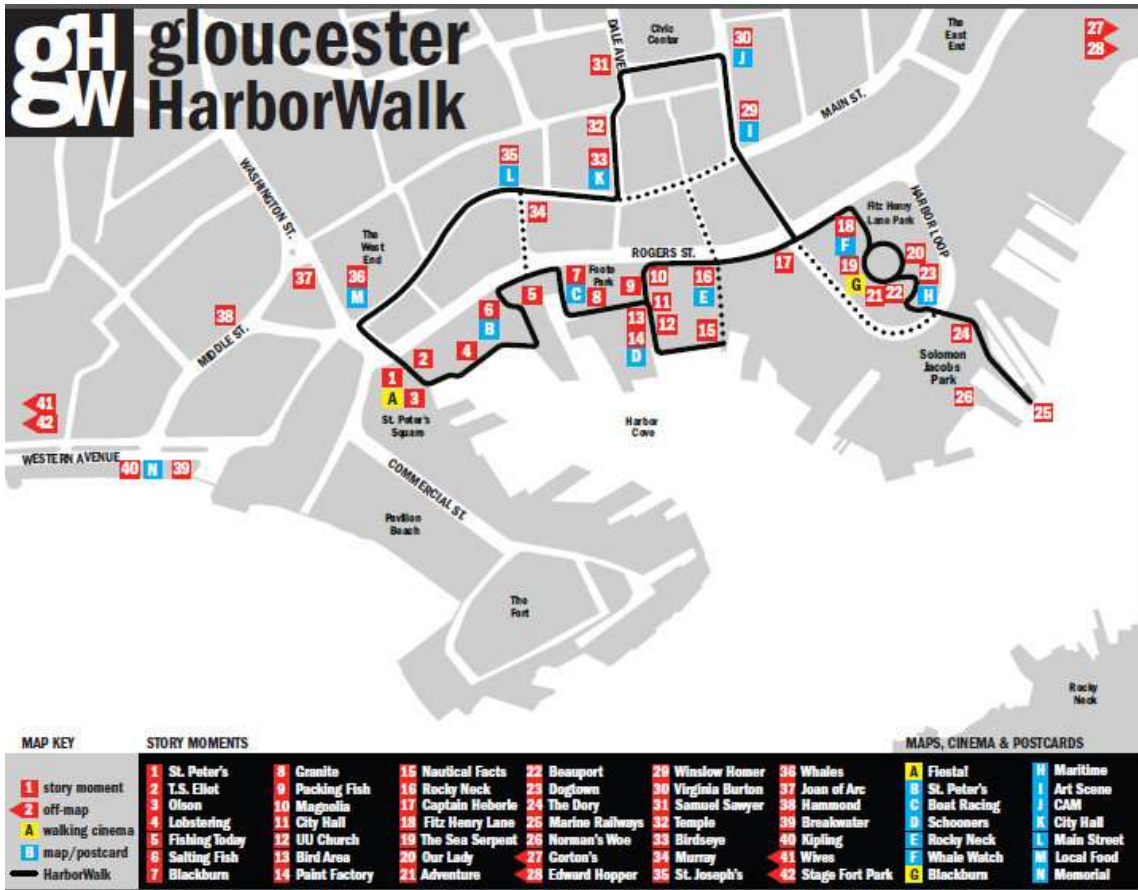 gHgW
gloucester
HarborWalk
DALE AVE
Civic
Center
30
J
The
East
End
27
28
31
29
I
MAIN ST.
32
33
K
35
L
WASHINGTON ST.
34
The
West
End
36
M
37
38
MIDDLE ST.
ROGERS ST.
HARBOR LOOP
Fitz Henry
Lane Park
18
F
19
G
20
21
22
23
H
24
25
26
Solomon
Jacobs
Park
17
16
E
15
7
C
Foote
Park
8
9
10
11
12
13
14
D
6
B
5
4
2
1
A
3
St. Peter's
Square
Harbor
Cove
41
42
WESTERN AVENUE
40
N
39
COMMERCIAL ST.
Pavilion
Beach
The
Fort
Rocky
Neck
MAP KEY
1 story moment
2 off-map
A walking cinema
B map/postcard
HarborWalk
STORY MOMENTS
1 St. Peter's
2 T.S. Eliot
3 Olson
4 Lobstering
5 Fishing Today
6 Salting Fish
7 Blackburn
8 Granite
9 Packing Fish
10 Magnolia
11 City Hall
12 UU Church
13 Bird Area
14 Paint Factory
15 Nautical Facts
16 Rocky Neck
17 Captain Heberle
18 Fitz Henry Lane
19 The Sea Serpent
20 Our Lady
21 Adventure
22 Beauport
23 Dogtown
24 The Dory
25 Marine Railways
26 Norman's Woe
27 Gorton's
28 Edward Hopper
29 Winslow Homer
30 Virginia Burton
31 Samuel Sawyer
32 Temple
33 Birdseye
34 Murray
35 St. Joseph's
36 Whales
37 Joan of Arc
38 Hammond
39 Breakwater
40 Kipling
41 Wives
42 Stage Fort Park
MAPS, CINEMA & POSTCARDS
A Fiesta!
B St. Peter's
C Boat Racing
D Schooners
E Rocky Neck
F Whale Watch
G Blackburn
H Maritime
I Art Scene
J CAM
K City Hall
L Main Street
M Local Food
N Memorial